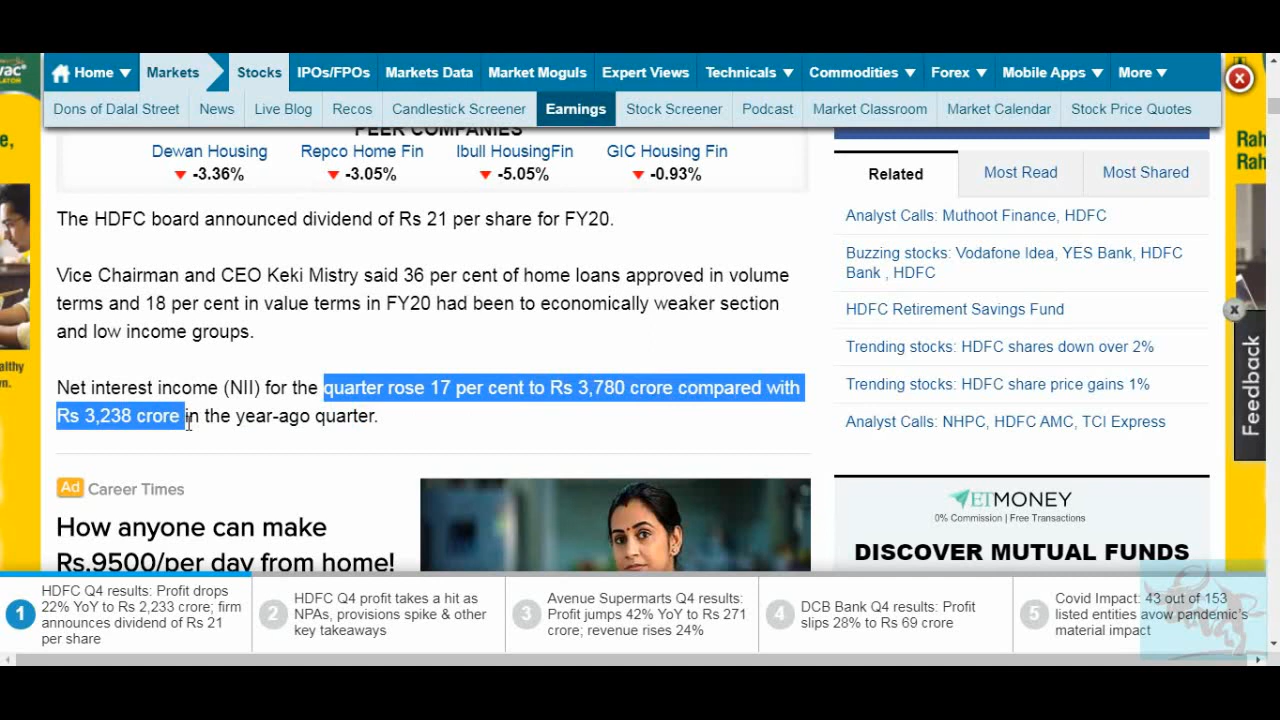 vac®
LATOR
Home
Markets
Stocks
IPOs/FPOs
Markets Data
Market Moguls
Expert Views
Technicals
Commodities
Forex
Mobile Apps
More
Dons of Dalal Street
News
Live Blog
Recos
Candlestick Screener
Earnings
Stock Screener
Podcast
Market Classroom
Market Calendar
Stock Price Quotes
PEER COMPANIES
Dewan Housing
Repco Home Fin
Ibull HousingFin
GIC Housing Fin
-3.36%
-3.05%
-5.05%
-0.93%
The HDFC board announced dividend of Rs 21 per share for FY20.
Vice Chairman and CEO Keki Mistry said 36 per cent of home loans approved in volume
terms and 18 per cent in value terms in FY20 had been to economically weaker section
and low income groups.
Net interest income (NII) for the quarter rose 17 per cent to Rs 3,780 crore compared with
Rs 3,238 crore in the year-ago quarter.
Ad Career Times
How anyone can make
Rs.9500/per day from home!
Related
Most Read
Most Shared
Analyst Calls: Muthoot Finance, HDFC
Buzzing stocks: Vodafone Idea, YES Bank, HDFC
Bank , HDFC
HDFC Retirement Savings Fund
Trending stocks: HDFC shares down over 2%
Trending stocks: HDFC share price gains 1%
Analyst Calls: NHPC, HDFC AMC, TCI Express
ETMONEY
0% Commission | Free Transactions
DISCOVER MUTUAL FUNDS
Rah
Rah
x
Feedback
1
HDFC Q4 results: Profit drops
22% YoY to Rs 2,233 crore; firm
announces dividend of Rs 21
per share
2
HDFC Q4 profit takes a hit as
NPAs, provisions spike & other
key takeaways
3
Avenue Supermarts Q4 results:
Profit jumps 42% YoY to Rs 271
crore; revenue rises 24%
4
DCB Bank Q4 results: Profit
slips 28% to Rs 69 crore
5
Covid Impact: 43 out of 153
listed entities avow pandemic's
material impact